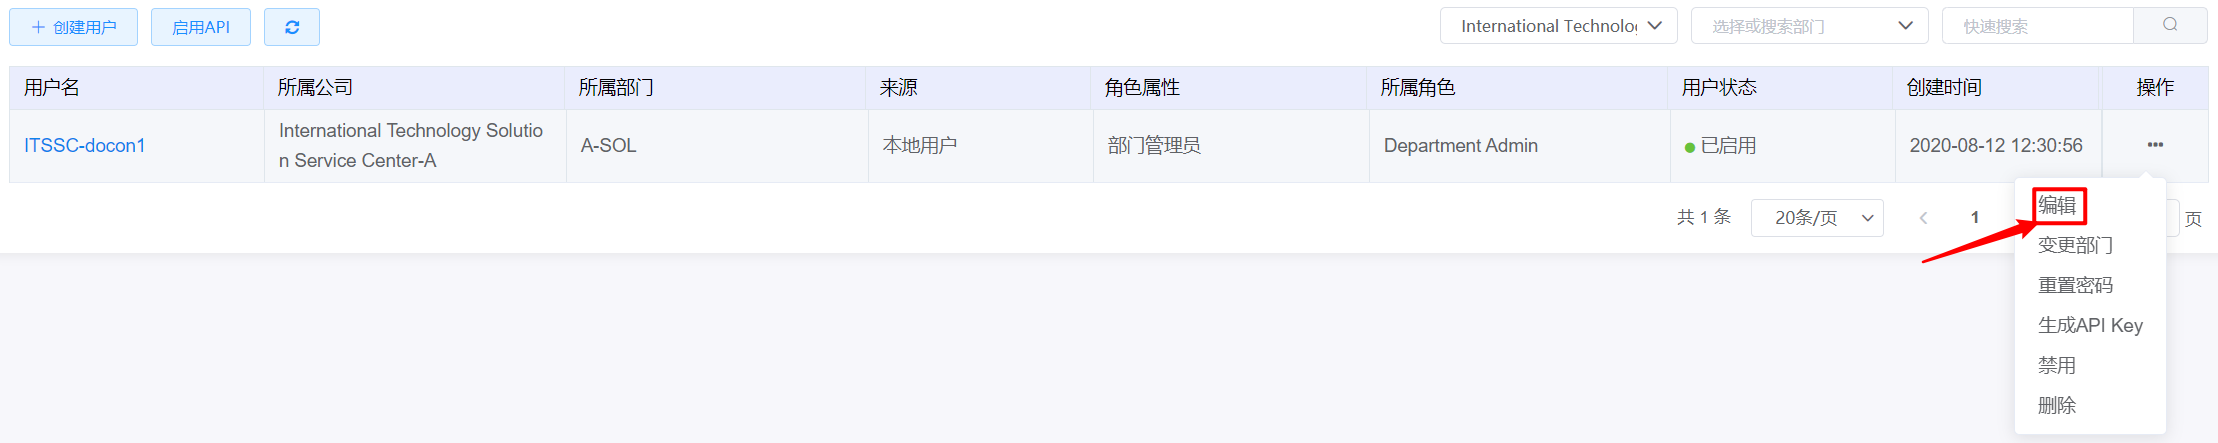 创建用户
启用API
International Technolo
选择或搜索部门
快速搜索
用户名 所属公司 所属部门 来源 角色属性 所属角色 用户状态 创建时间 操作
ITSSC-docon1
International Technology Solutio
n Service Center-A
A-SOL
本地用户
部门管理员
Department Admin
已启用
2020-08-12 12:30:56
共 1 条
20条/页
1
页
编辑
变更部门
重置密码
生成API Key
禁用
删除